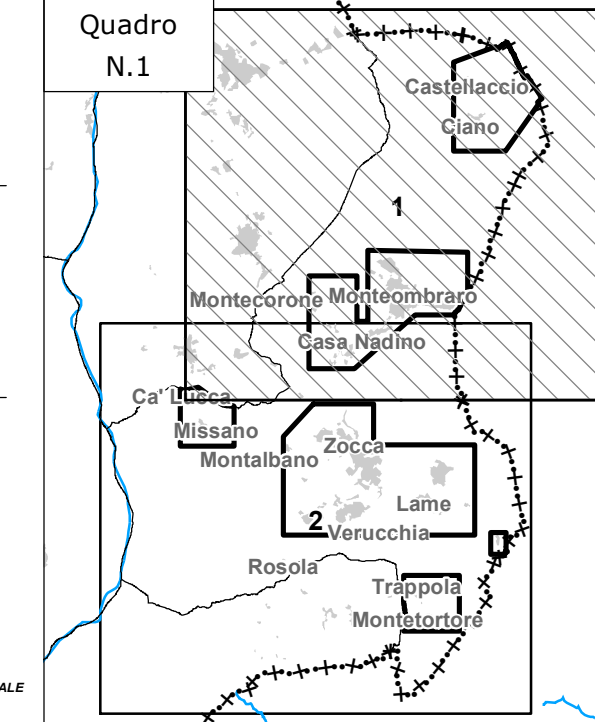 Quadro
N.1
Castellaccio
Ciano
1
Montecorone
Monteombraro
Casa Nadino
Ca' Lucca
Missano
Montalbano
Zocca
Lame
2
Verucchia
Rosola
Trappola
Montetortore
ALE